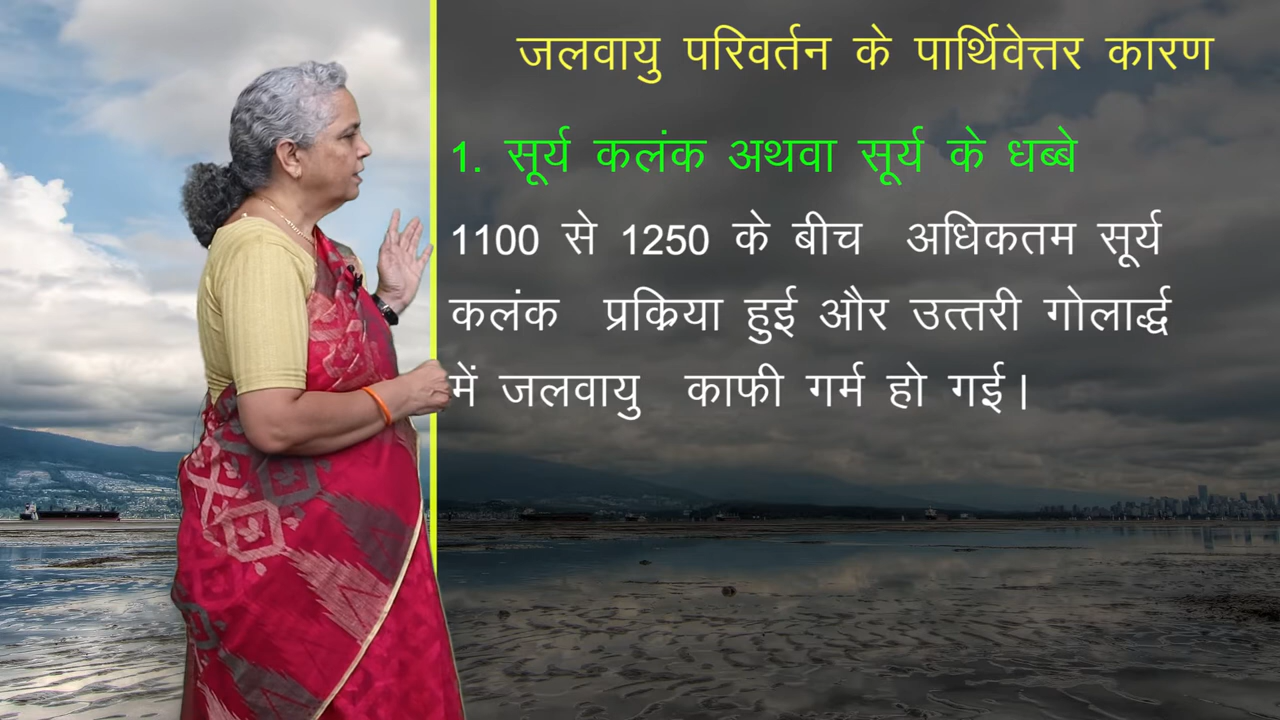 जलवायु परिवर्तन के पार्थिवेत्तर कारण
1. सूर्य कलंक अथवा सूर्य के धब्बे
1100 से 1250 के बीच अधिकतम सूर्य
कलंक प्रक्रिया हुई और उत्तरी गोलार्द्ध
में जलवायु काफी गर्म हो गई।